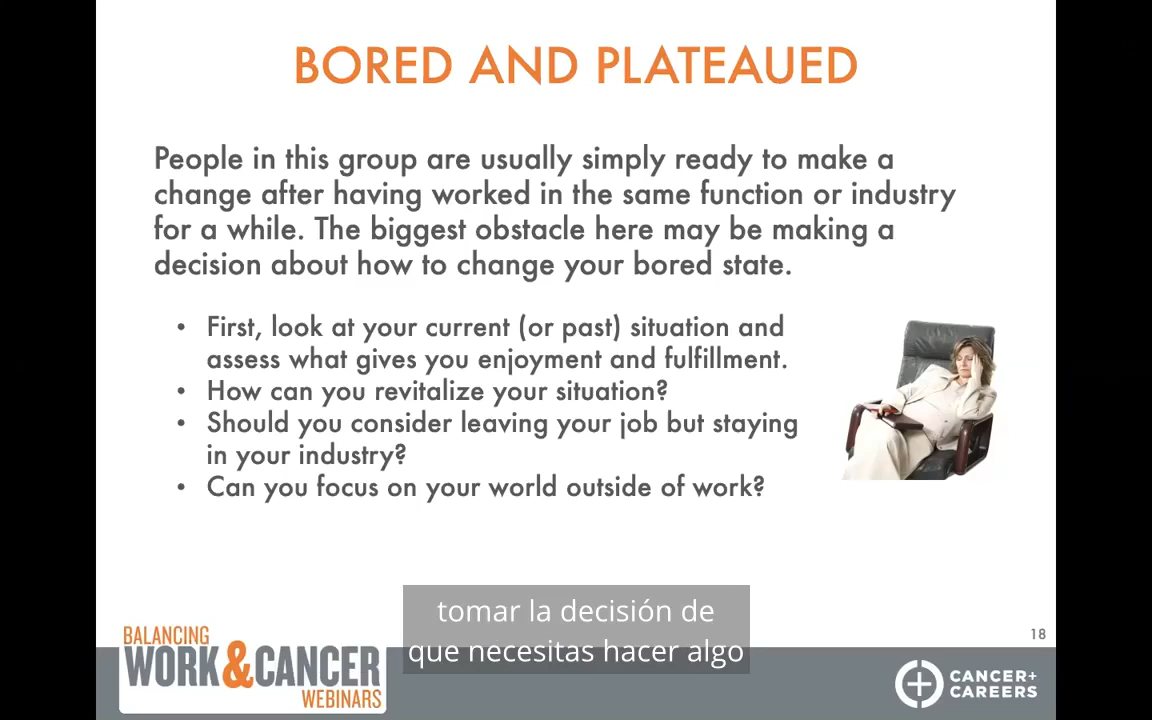 BORED AND PLATEAUED
People in this group are usually simply ready to make a
change after having worked in the same function or industry
for a while. The biggest obstacle here may be making a
decision about how to change your bored state.
• First, look at your current (or past) situation and
assess what gives you enjoyment and fulfillment.
• How can you revitalize your situation?
• Should you consider leaving your job but staying
in your industry?
• Can you focus on your world outside of work?
tomar la decisión de
que necesitas hacer algo
18
BALANCING
WORK & CANCER
WEBINARS
CANCER+
CAREERS